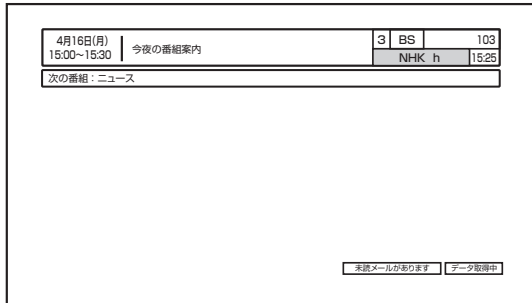 4月16日(月)
15:00~15:30
今夜の番組案内
3 BS 103
NHK h 15:25
次の番組:ニュース
未読メールがあります データ取得中